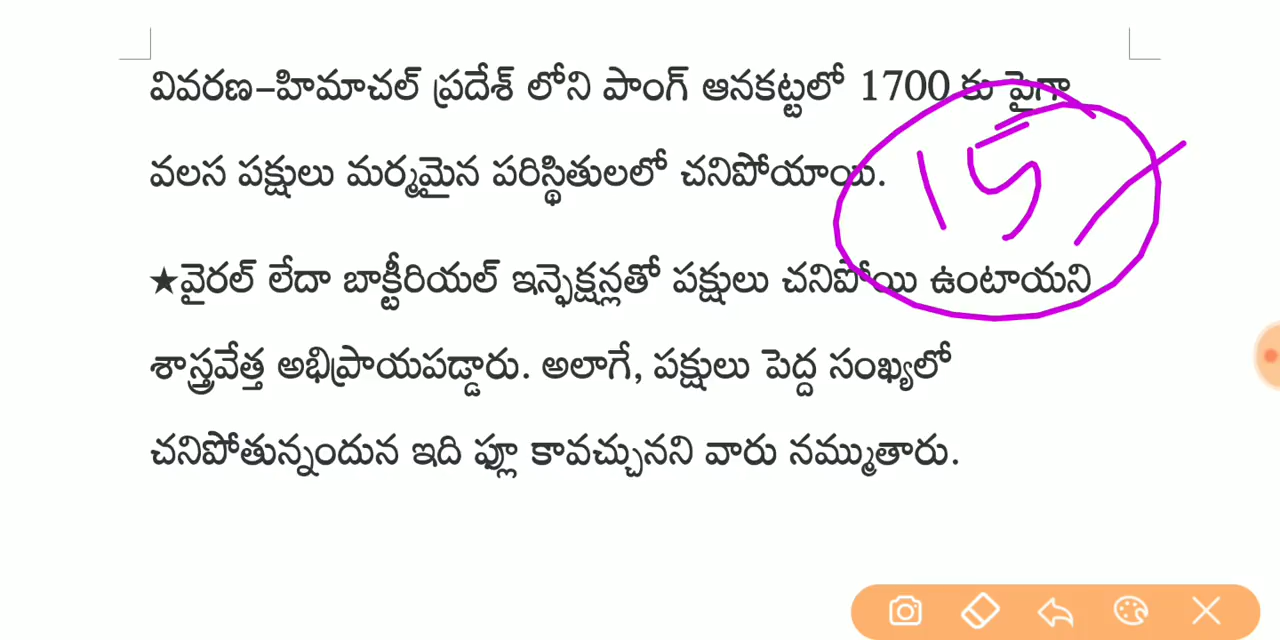 వివరణ-హిమాచల్ ప్రదేశ్ లోని పాంగ్ ఆనకట్టలో 1700 కు పైగా
వలస పక్షులు మర్మమైన పరిస్థితులలో చనిపోయాయి.
15
★వైరల్ లేదా బాక్టీరియల్ ఇన్ఫెక్షన్లతో పక్షులు చనిపోయి ఉంటాయని
శాస్త్రవేత్త అభిప్రాయపడ్డారు. అలాగే, పక్షులు పెద్ద సంఖ్యలో
చనిపోతున్నందున ఇది ఫ్లూ కావచ్చునని వారు నమ్ముతారు.